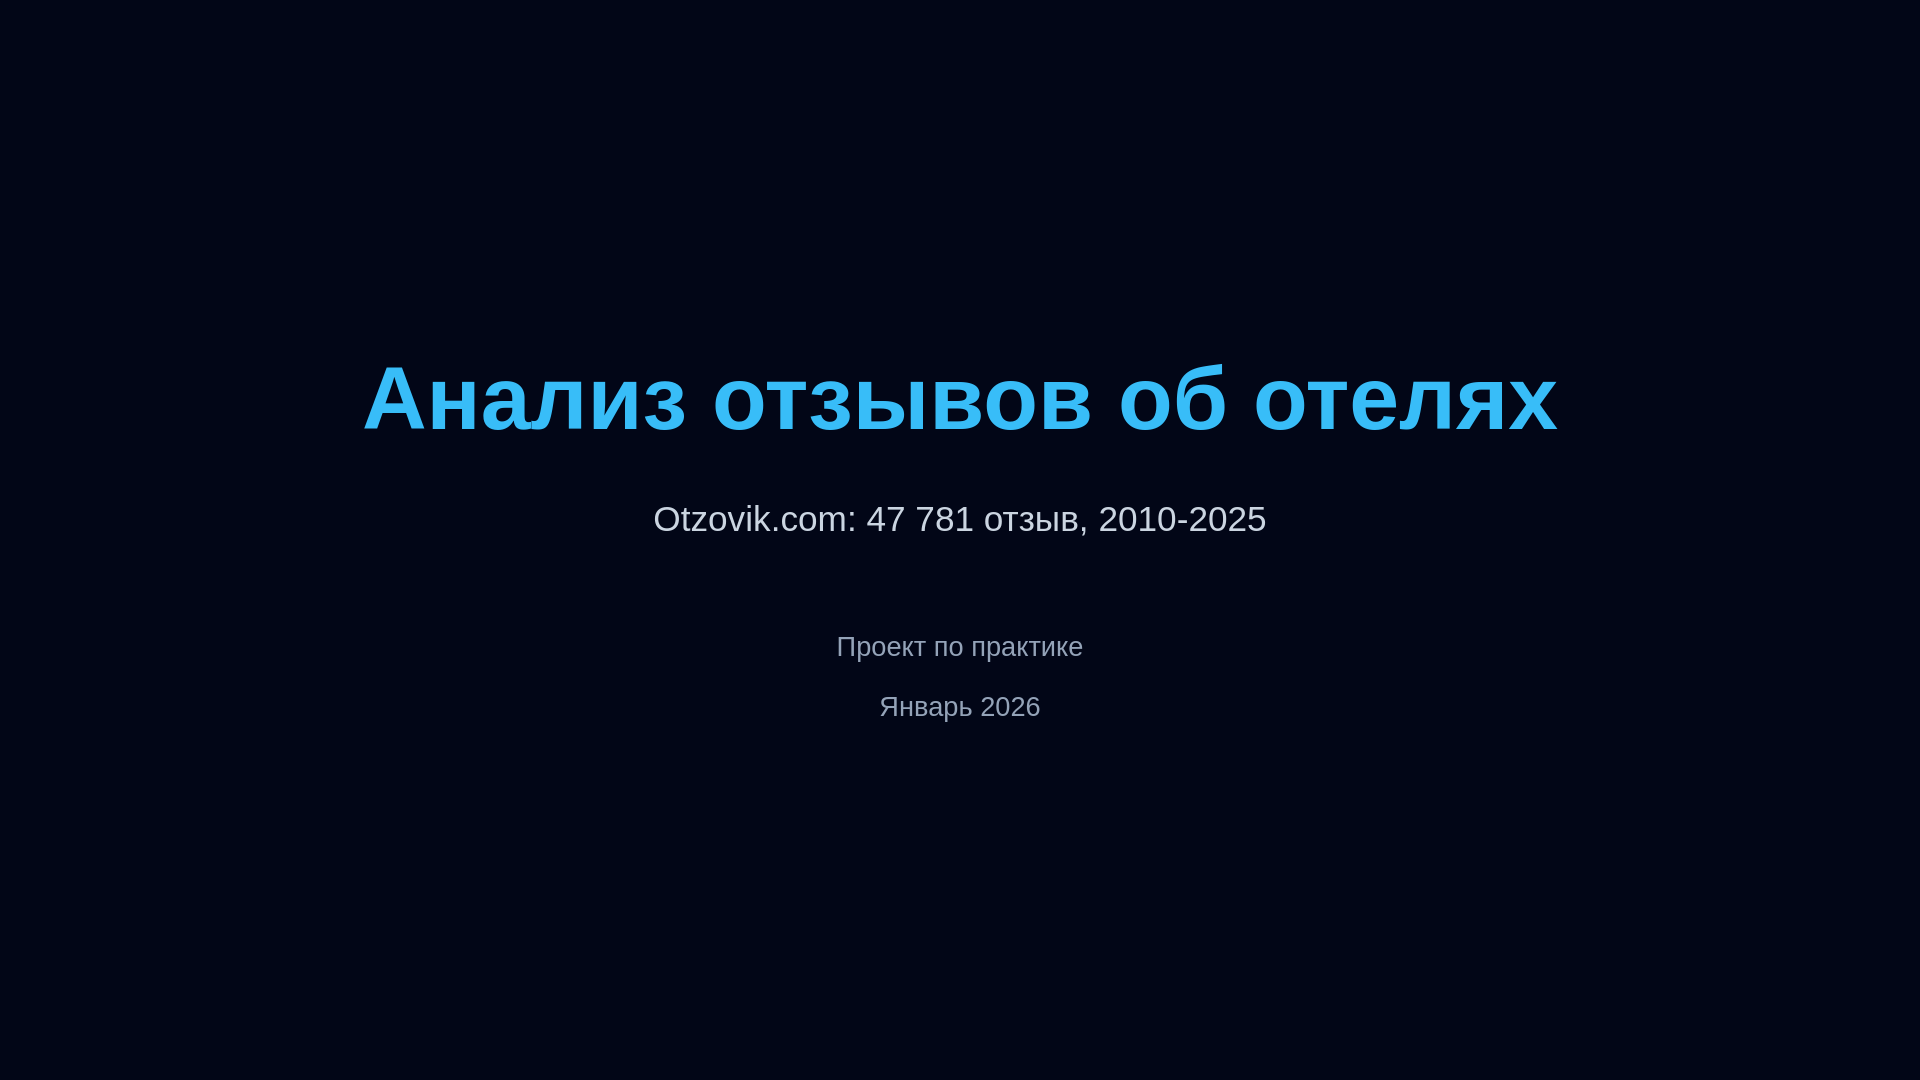 Анализ отзывов об отелях
Otzovik.com: 47 781 отзыв, 2010-2025
Проект по практике
Январь 2026